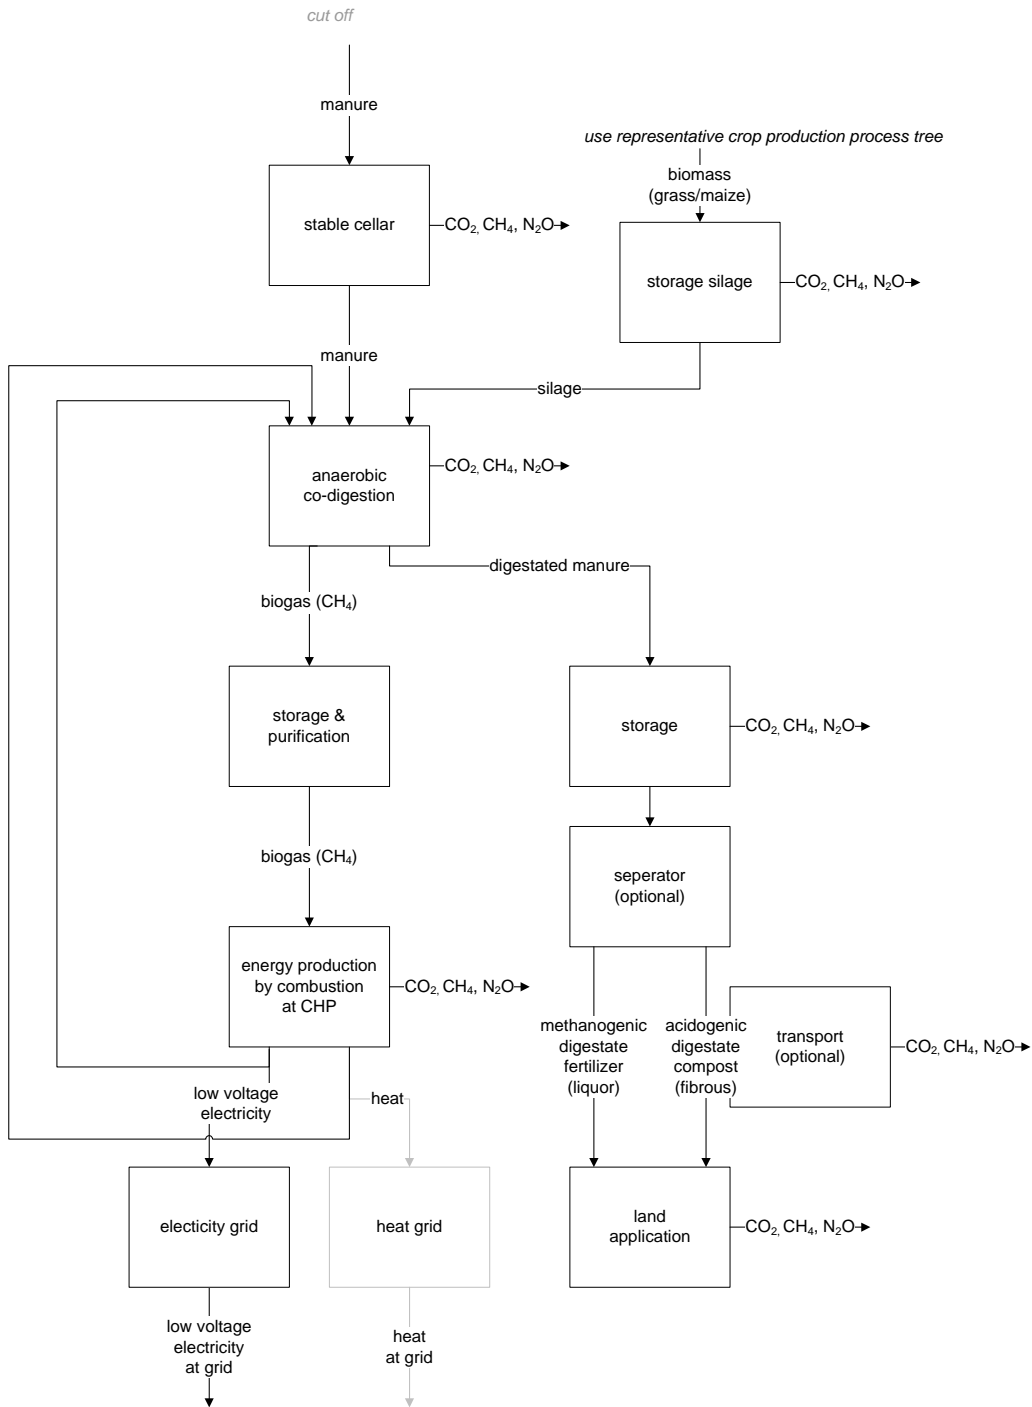 cut off
manure
use representative crop production process tree
biomass
(grass/maize)
stable cellar
CO₂, CH₄, N₂O
storage silage
CO₂, CH₄, N₂O
manure
silage
anaerobic
co-digestion
CO₂, CH₄, N₂O
digestated manure
biogas (CH₄)
storage &
purification
storage
CO₂, CH₄, N₂O
biogas (CH₄)
seperator
(optional)
energy production
by combustion
at CHP
CO₂, CH₄, N₂O
methanogenic
digestate
fertilizer
(liquor)
acidogenic
digestate
compost
(fibrous)
transport
(optional)
CO₂, CH₄, N₂O
low voltage
electricity
heat
electicity grid
heat grid
land
application
CO₂, CH₄, N₂O
low voltage
electricity
at grid
heat
at grid